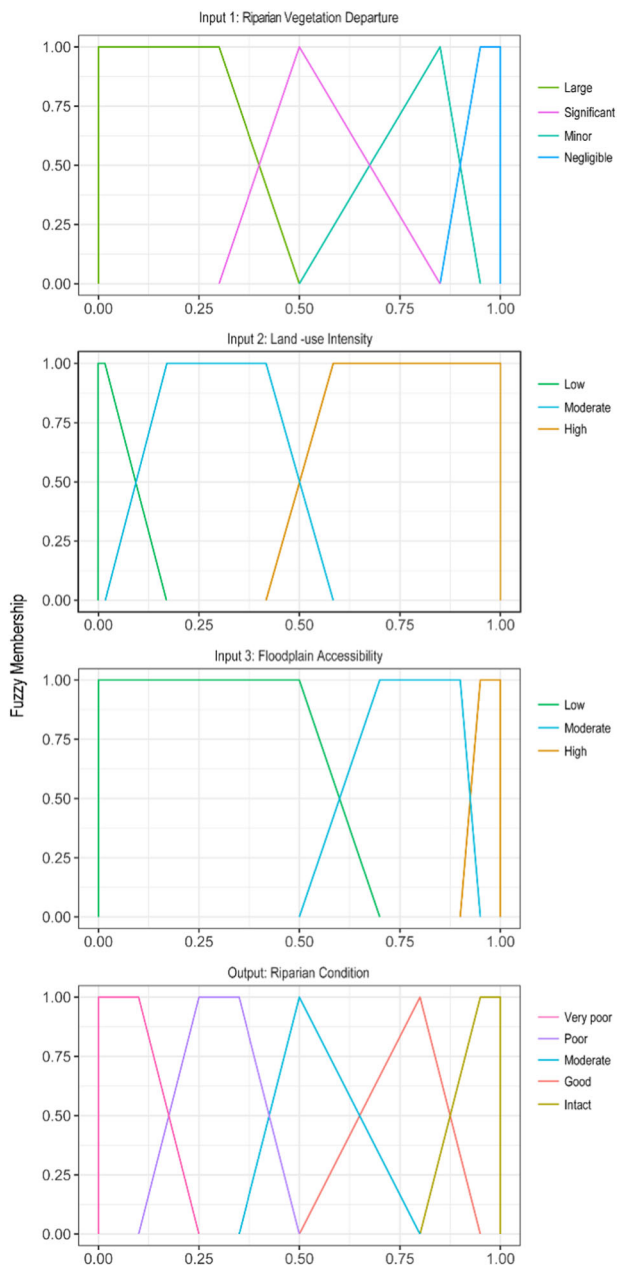 Input 1: Riparian Vegetation Departure
1.00
0.75
0.50
0.25
0.00
0.00 0.25 0.50 0.75 1.00
Large
Significant
Minor
Negligible
Input 2: Land -use Intensity
1.00
0.75
0.50
0.25
0.00
0.00 0.25 0.50 0.75 1.00
Low
Moderate
High
Fuzzy Membership
Input 3: Floodplain Accessibility
1.00
0.75
0.50
0.25
0.00
0.00 0.25 0.50 0.75 1.00
Low
Moderate
High
Output: Riparian Condition
1.00
0.75
0.50
0.25
0.00
0.00 0.25 0.50 0.75 1.00
Very poor
Poor
Moderate
Good
Intact